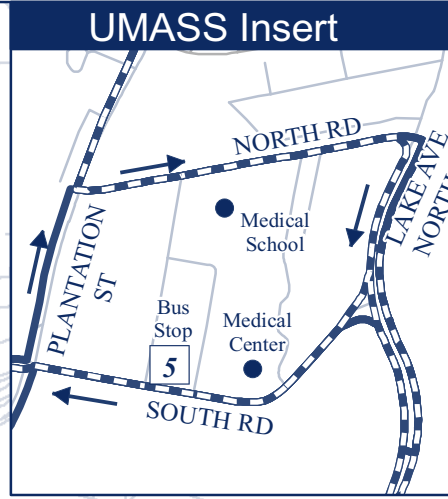 UMASS Insert
NORTH RD
LAKE AVE
NORTH
Medical
School
PLANTATION
ST
Bus
Stop
5
Medical
Center
SOUTH RD